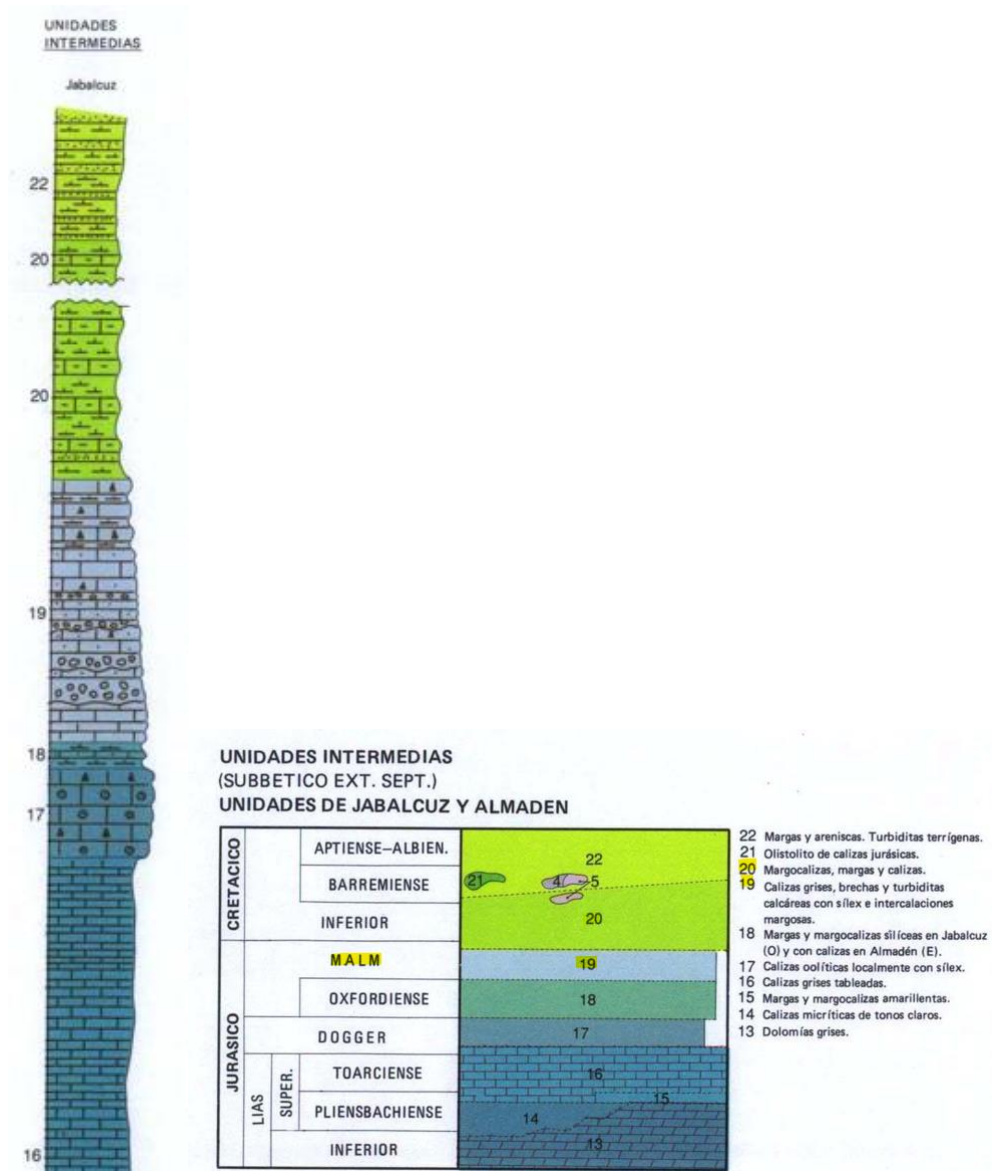 UNIDADES
INTERMEDIAS
Jabalcuz
22
20
20
19
18
17
16
UNIDADES INTERMEDIAS
(SUBBETICO EXT. SEPT.)
UNIDADES DE JABALCUZ Y ALMADEN
CRETACICO
APTIENSE–ALBIEN.
BARREMIENSE
INFERIOR
JURASICO
MALM
OXFORDIENSE
DOGGER
LIAS
SUPER.
TOARCIENSE
PLIENSBACHIENSE
INFERIOR
22
21
4
5
20
19
18
17
16
15
14
13
22 Margas y areniscas. Turbiditas terrígenas.
21 Olistolito de calizas jurásicas.
20 Margocalizas, margas y calizas.
19 Calizas grises, brechas y turbiditas
calcáreas con sílex e intercalaciones
margosas.
18 Margas y margocalizas silíceas en Jabalcuz
(O) y con calizas en Almadén (E).
17 Calizas oolíticas localmente con sílex.
16 Calizas grises tableadas.
15 Margas y margocalizas amarillentas.
14 Calizas micríticas de tonos claros.
13 Dolomías grises.